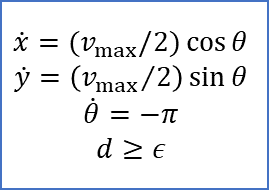 ẋ = (v_max/2) cos θ
ẏ = (v_max/2) sin θ
θ̇ = −π
d ≥ ϵ